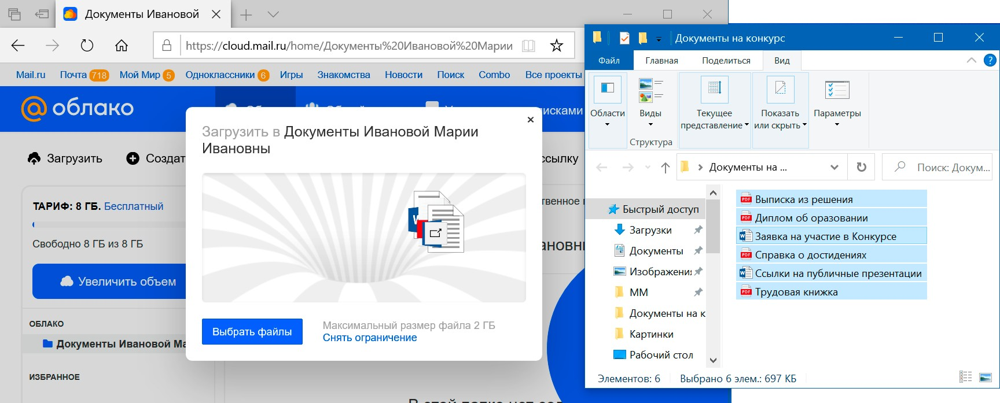 Документы Ивановой
https://cloud.mail.ru/home/Документы%20Ивановой%20Марии
Mail.ru Почта 718 Мой Мир 5 Одноклассники 6 Игры Знакомства Новости Поиск Combo Все проекты
облако
писками
Загрузить в Документы Ивановой Марии
Ивановны
Загрузить Создат ссылку
ТАРИФ: 8 ГБ. Бесплатный
твенное
Свободно 8 ГБ из 8 ГБ
ановн
Увеличить объем
W
Выбрать файлы
Максимальный размер файла 2 ГБ
Снять ограничение
ОБЛАКО
Документы Ивановой Ма
ИЗБРАННОЕ
Документы на конкурс
Файл Главная Поделиться Вид
?
Области
Виды
Структура
Текущее
представление
Показать
или скрыть
Параметры
Документы на ...
Поиск: Докум...
Быстрый доступ
Загрузки
Документы
Изображени
ММ
Документы на к
Картинки
Рабочий стол
PDF Выписка из решения
PDF Диплом об оразовании
W Заявка на участие в Конкурсе
PDF Справка о достидениях
W Ссылки на публичные презентации
PDF Трудовая книжка
Элементов: 6 Выбрано 6 элем.: 697 КБ